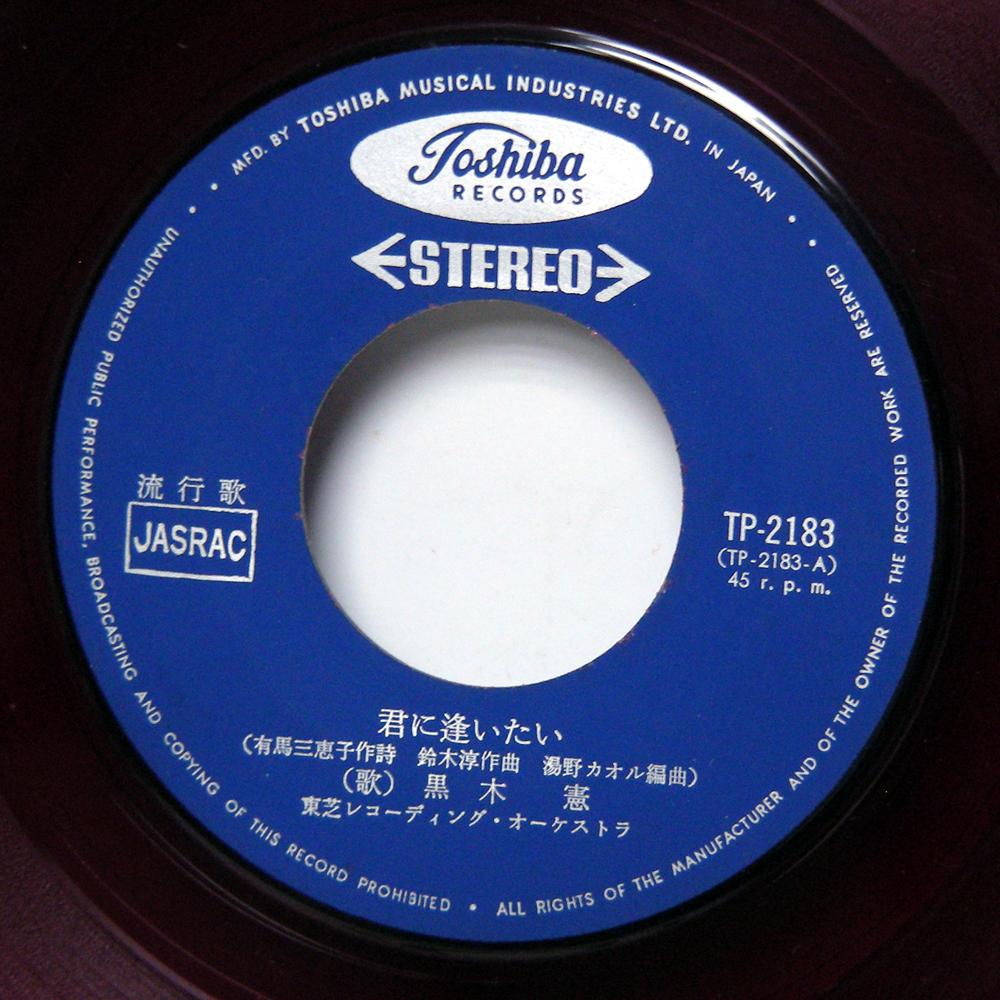 MFD. BY TOSHIBA MUSICAL INDUSTRIES LTD. IN JAPAN
Toshiba
RECORDS
STEREO
流行歌
JASRAC
TP-2183
(TP-2183-A)
45 r. p. m.
君に逢いたい
(有馬三恵子作詩 鈴木淳作曲 湯野カオル編曲)
(歌) 黒木 憲
東芝レコーディング・オーケストラ
UNAUTHORIZED PUBLIC PERFORMANCE, BROADCASTING AND COPYING OF THIS RECORD PROHIBITED • ALL RIGHTS OF THE MANUFACTURER AND OF THE OWNER OF THE RECORDED WORK ARE RESERVED